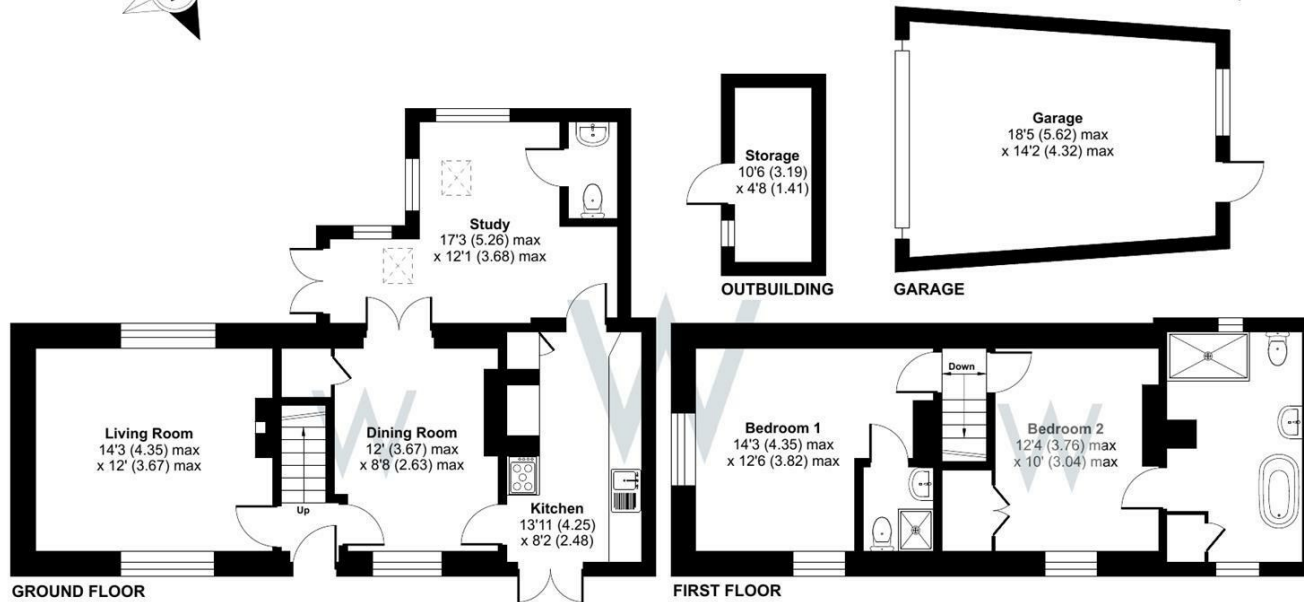 Garage
18'5 (5.62) max
x 14'2 (4.32) max
Storage
10'6 (3.19)
x 4'8 (1.41)
Study
17'3 (5.26) max
x 12'1 (3.68) max
OUTBUILDING
GARAGE
Living Room
14'3 (4.35) max
x 12' (3.67) max
Up
Dining Room
12' (3.67) max
x 8'8 (2.63) max
Kitchen
13'11 (4.25)
x 8'2 (2.48)
GROUND FLOOR
Bedroom 1
14'3 (4.35) max
x 12'6 (3.82) max
Down
Bedroom 2
12'4 (3.76) max
x 10' (3.04) max
FIRST FLOOR
W
W
W